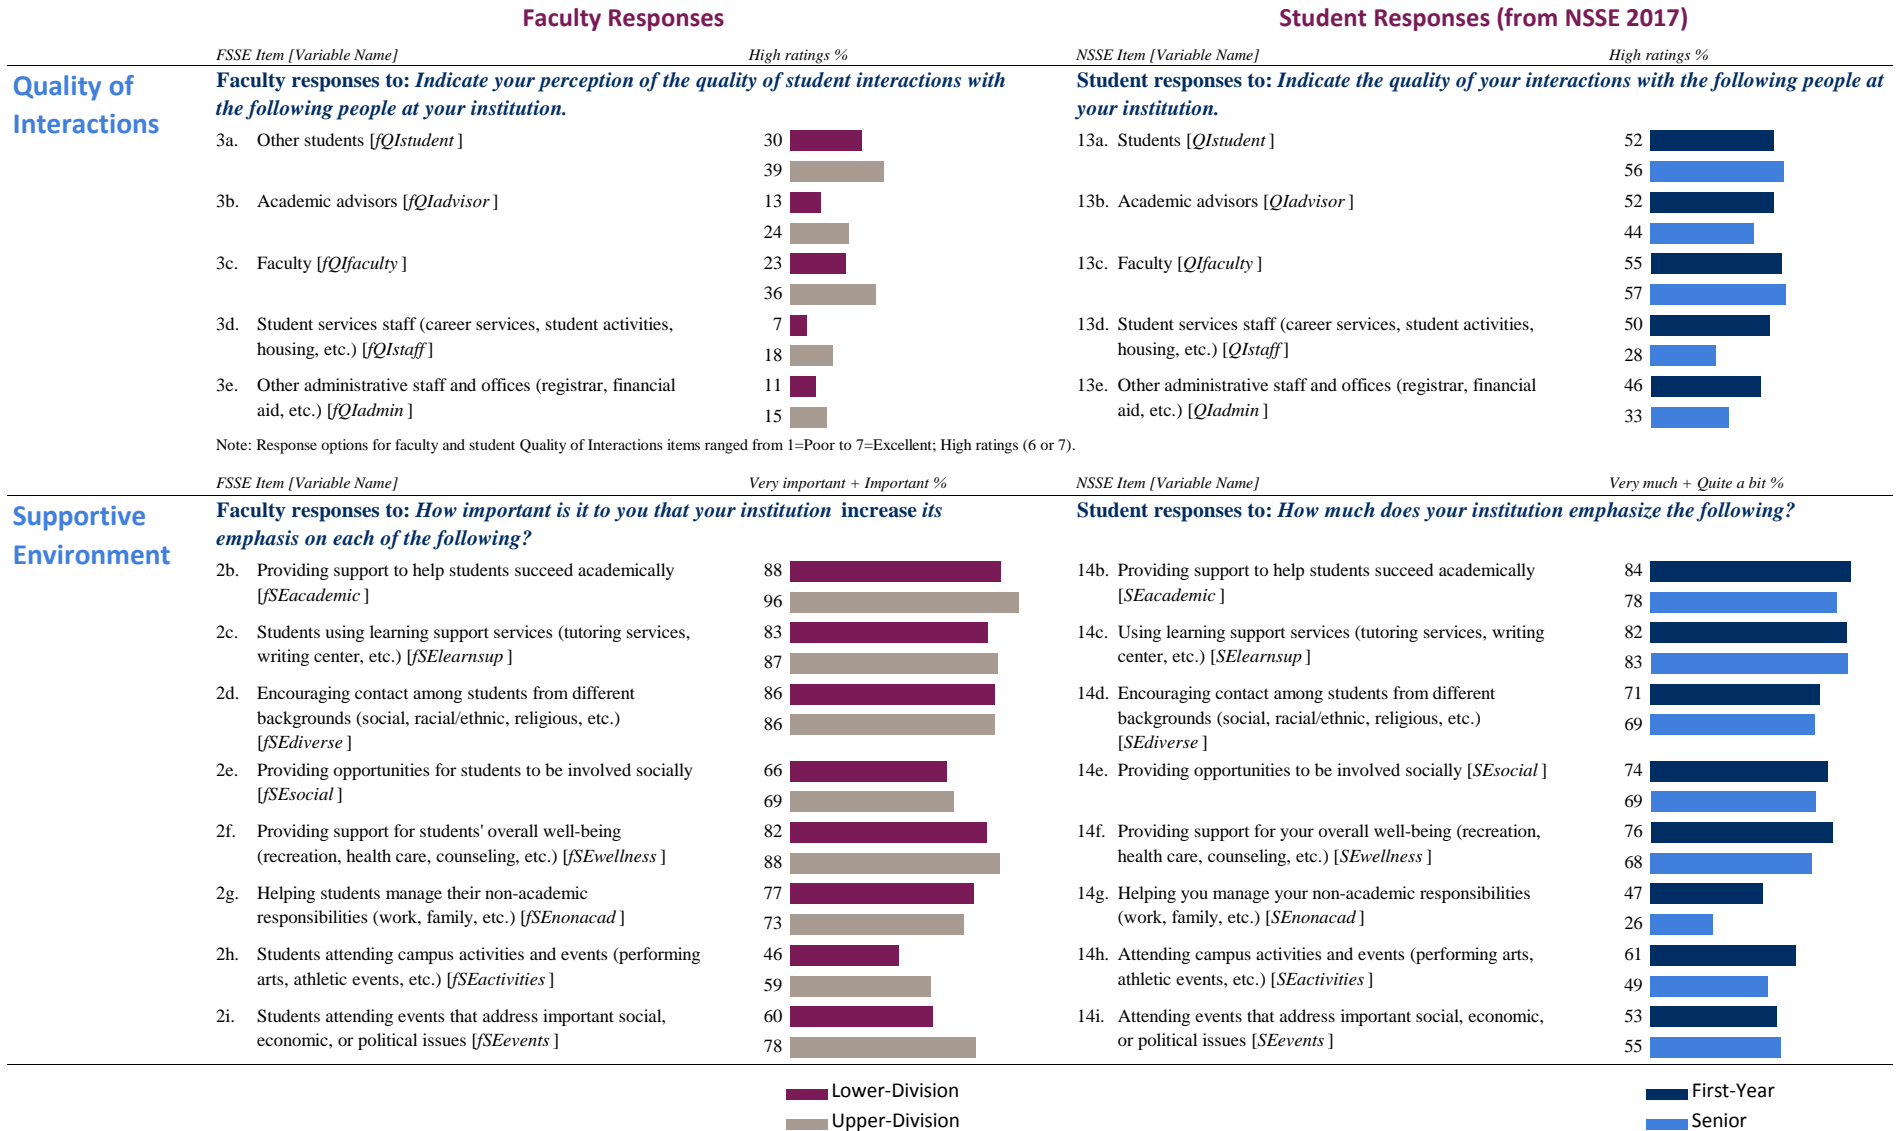 Faculty Responses
Student Responses (from NSSE 2017)
FSSE Item [Variable Name]
High ratings %
NSSE Item [Variable Name]
High ratings %
Quality of
Interactions
Faculty responses to: Indicate your perception of the quality of student interactions with
the following people at your institution.
Student responses to: Indicate the quality of your interactions with the following people at
your institution.
3a. Other students [fQIstudent ]
30
39
13a. Students [QIstudent ]
52
56
3b. Academic advisors [fQIadvisor ]
13
24
13b. Academic advisors [QIadvisor ]
52
44
3c. Faculty [fQIfaculty ]
23
36
13c. Faculty [QIfaculty ]
55
57
3d. Student services staff (career services, student activities,
housing, etc.) [fQIstaff ]
7
18
13d. Student services staff (career services, student activities,
housing, etc.) [QIstaff ]
50
28
3e. Other administrative staff and offices (registrar, financial
aid, etc.) [fQIadmin ]
11
15
13e. Other administrative staff and offices (registrar, financial
aid, etc.) [QIadmin ]
46
33
Note: Response options for faculty and student Quality of Interactions items ranged from 1=Poor to 7=Excellent; High ratings (6 or 7).
FSSE Item [Variable Name]
Very important + Important %
NSSE Item [Variable Name]
Very much + Quite a bit %
Supportive
Environment
Faculty responses to: How important is it to you that your institution increase its
emphasis on each of the following?
Student responses to: How much does your institution emphasize the following?
2b. Providing support to help students succeed academically
[fSEacademic ]
88
96
14b. Providing support to help students succeed academically
[SEacademic ]
84
78
2c. Students using learning support services (tutoring services,
writing center, etc.) [fSElearnsup ]
83
87
14c. Using learning support services (tutoring services, writing
center, etc.) [SElearnsup ]
82
83
2d. Encouraging contact among students from different
backgrounds (social, racial/ethnic, religious, etc.)
[fSEdiverse ]
86
86
14d. Encouraging contact among students from different
backgrounds (social, racial/ethnic, religious, etc.)
[SEdiverse ]
71
69
2e. Providing opportunities for students to be involved socially
[fSEsocial ]
66
69
14e. Providing opportunities to be involved socially [SEsocial ]
74
69
2f. Providing support for students' overall well-being
(recreation, health care, counseling, etc.) [fSEwellness ]
82
88
14f. Providing support for your overall well-being (recreation,
health care, counseling, etc.) [SEwellness ]
76
68
2g. Helping students manage their non-academic
responsibilities (work, family, etc.) [fSEnonacad ]
77
73
14g. Helping you manage your non-academic responsibilities
(work, family, etc.) [SEnonacad ]
47
26
2h. Students attending campus activities and events (performing
arts, athletic events, etc.) [fSEactivities ]
46
59
14h. Attending campus activities and events (performing arts,
athletic events, etc.) [SEactivities ]
61
49
2i. Students attending events that address important social,
economic, or political issues [fSEevents ]
60
78
14i. Attending events that address important social, economic,
or political issues [SEevents ]
53
55
Lower-Division
Upper-Division
First-Year
Senior